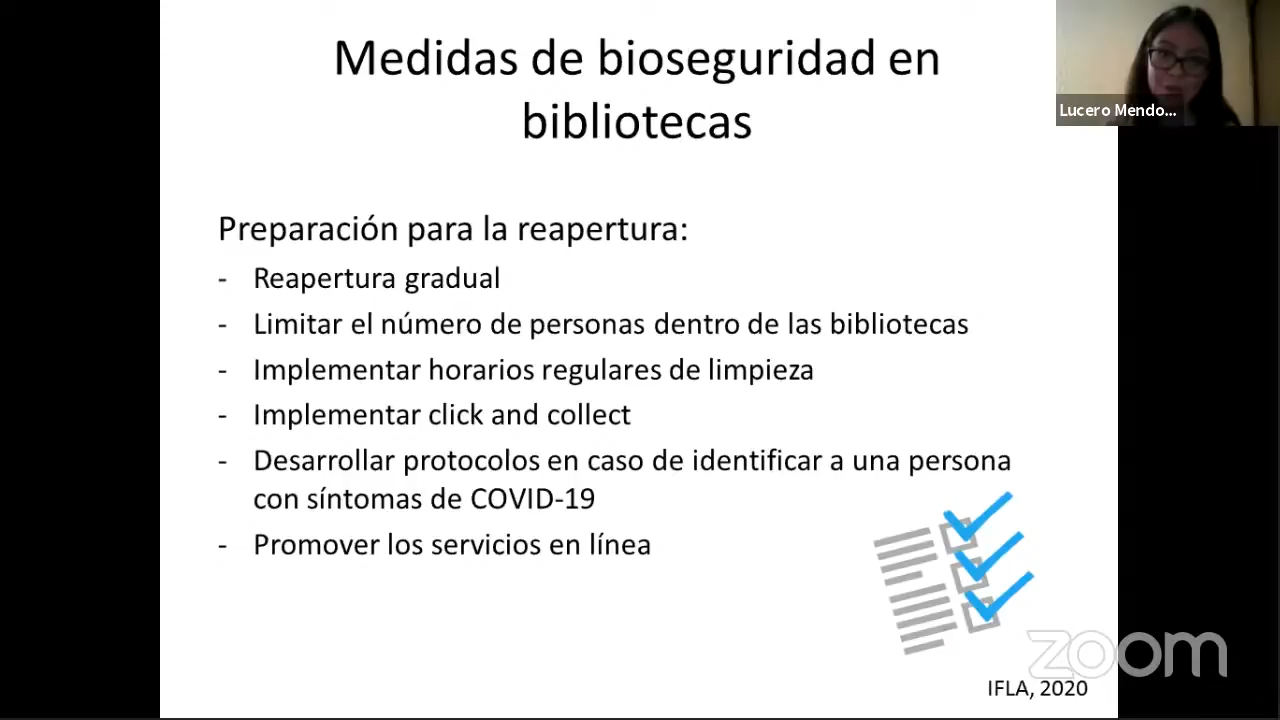 Medidas de bioseguridad en
bibliotecas
Lucero Mendo...
Preparación para la reapertura:
- Reapertura gradual
- Limitar el número de personas dentro de las bibliotecas
- Implementar horarios regulares de limpieza
- Implementar click and collect
- Desarrollar protocolos en caso de identificar a una persona
con síntomas de COVID-19
- Promover los servicios en línea
zoom
IFLA, 2020